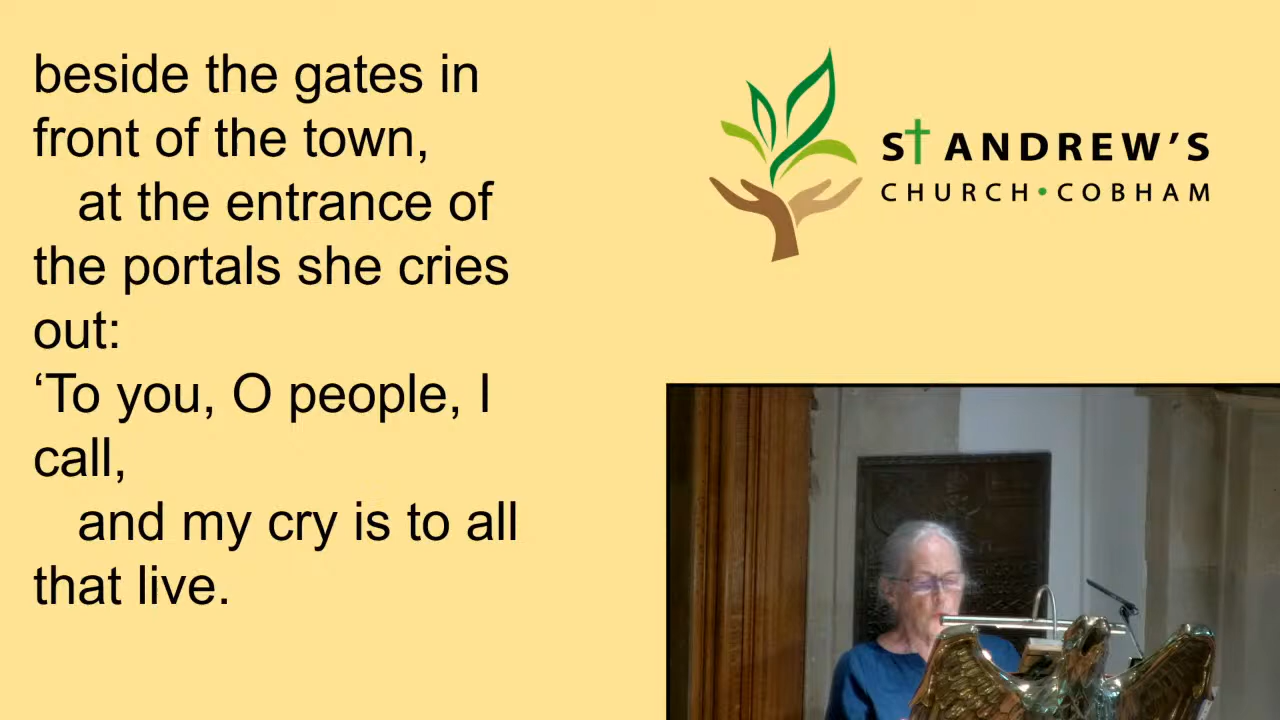 beside the gates in
front of the town,
at the entrance of
the portals she cries
out:
‘To you, O people, I
call,
and my cry is to all
that live.
ST ANDREW’S
CHURCH•COBHAM